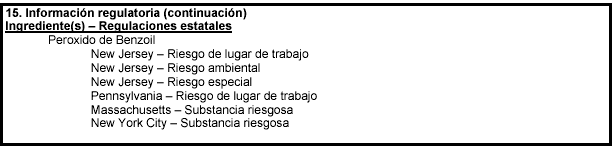 15. Información regulatoria (continuación)
Ingrediente(s) – Regulaciones estatales
Peroxido de Benzoil
New Jersey – Riesgo de lugar de trabajo
New Jersey – Riesgo ambiental
New Jersey – Riesgo especial
Pennsylvania – Riesgo de lugar de trabajo
Massachusetts – Substancia riesgosa
New York City – Substancia riesgosa